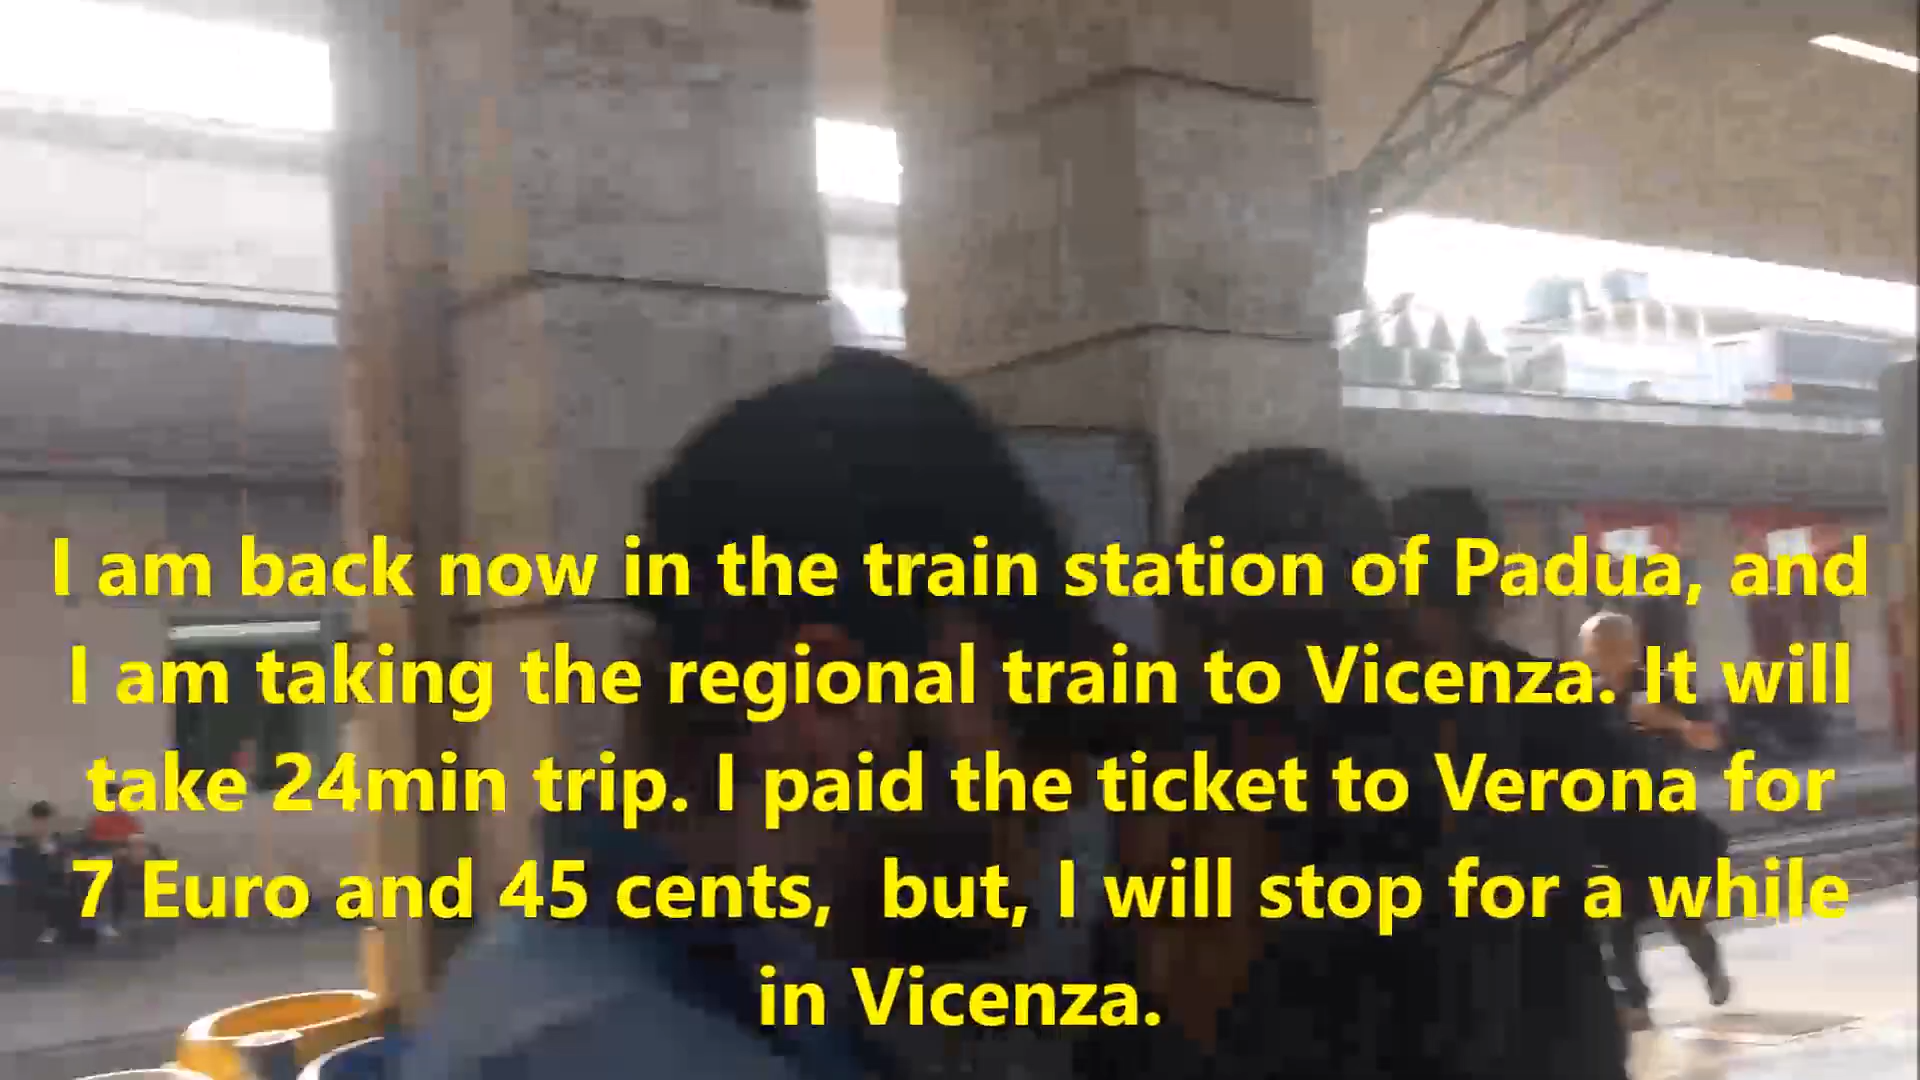 I am back now in the train station of Padua, and
I am taking the regional train to Vicenza. It will
take 24min trip. I paid the ticket to Verona for
7 Euro and 45 cents,  but, I will stop for a while
in Vicenza.